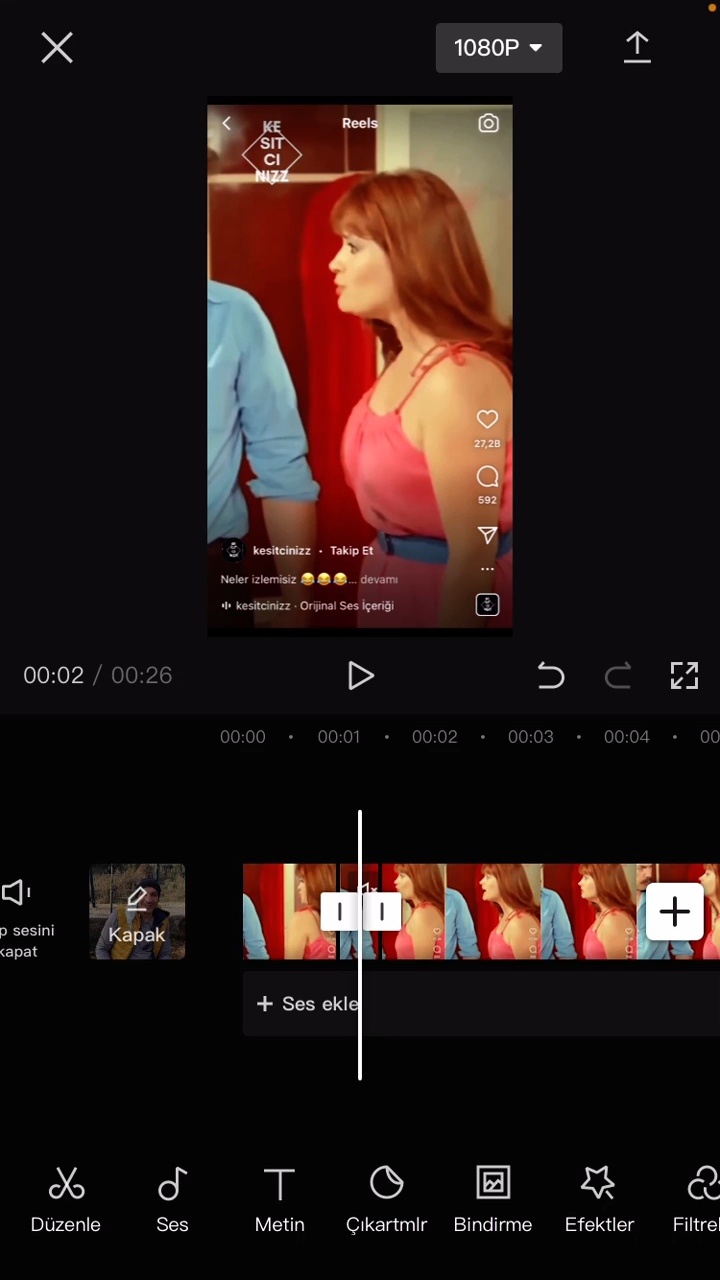 1080P
Reels
KE
SIT
CI
NIZZ
27,2B
592
kesitcinizz · Takip Et
Neler izlemisiz 😂😂😂... devamı
kesitcinizz · Orijinal Ses İçeriği
00:02 / 00:26
00:00 · 00:01 · 00:02 · 00:03 · 00:04 · 00
p sesini
kapat
Kapak
+ Ses ekle
Düzenle Ses Metin Çıkartmlr Bindirme Efektler Filtrel